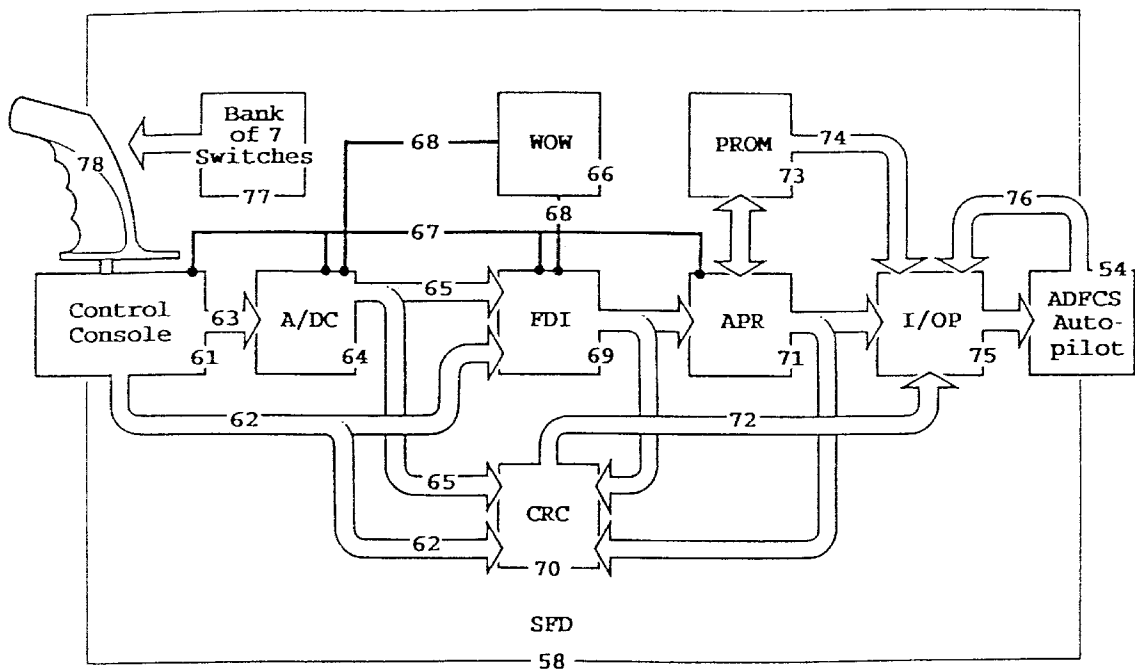 Bank
of 7
Switches
77
78
68
WOW
66
68
PROM
73
74
76
67
Control
Console
61
63
A/DC
64
65
FDI
69
APR
71
I/OP
75
54
ADFCS
Auto-
pilot
62
72
65
CRC
62
70
SFD
58